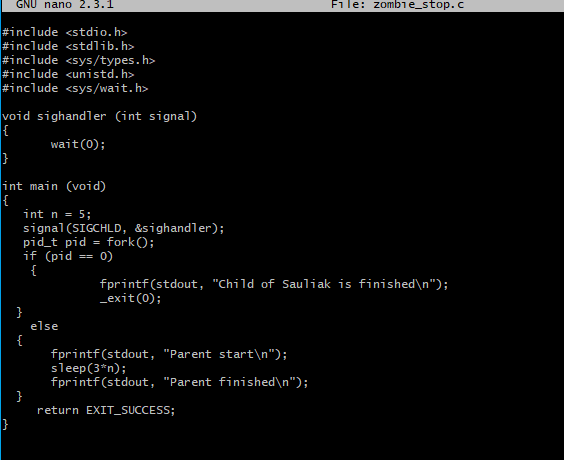 GNU nano 2.3.1 File: zombie_stop.c
#include <stdio.h>
#include <stdlib.h>
#include <sys/types.h>
#include <unistd.h>
#include <sys/wait.h>
void sighandler (int signal)
{
wait(0);
}
int main (void)
{
int n = 5;
signal(SIGCHLD, &sighandler);
pid_t pid = fork();
if (pid == 0)
{
fprintf(stdout, "Child of Sauliak is finished\n");
_exit(0);
}
else
{
fprintf(stdout, "Parent start\n");
sleep(3*n);
fprintf(stdout, "Parent finished\n");
}
return EXIT_SUCCESS;
}